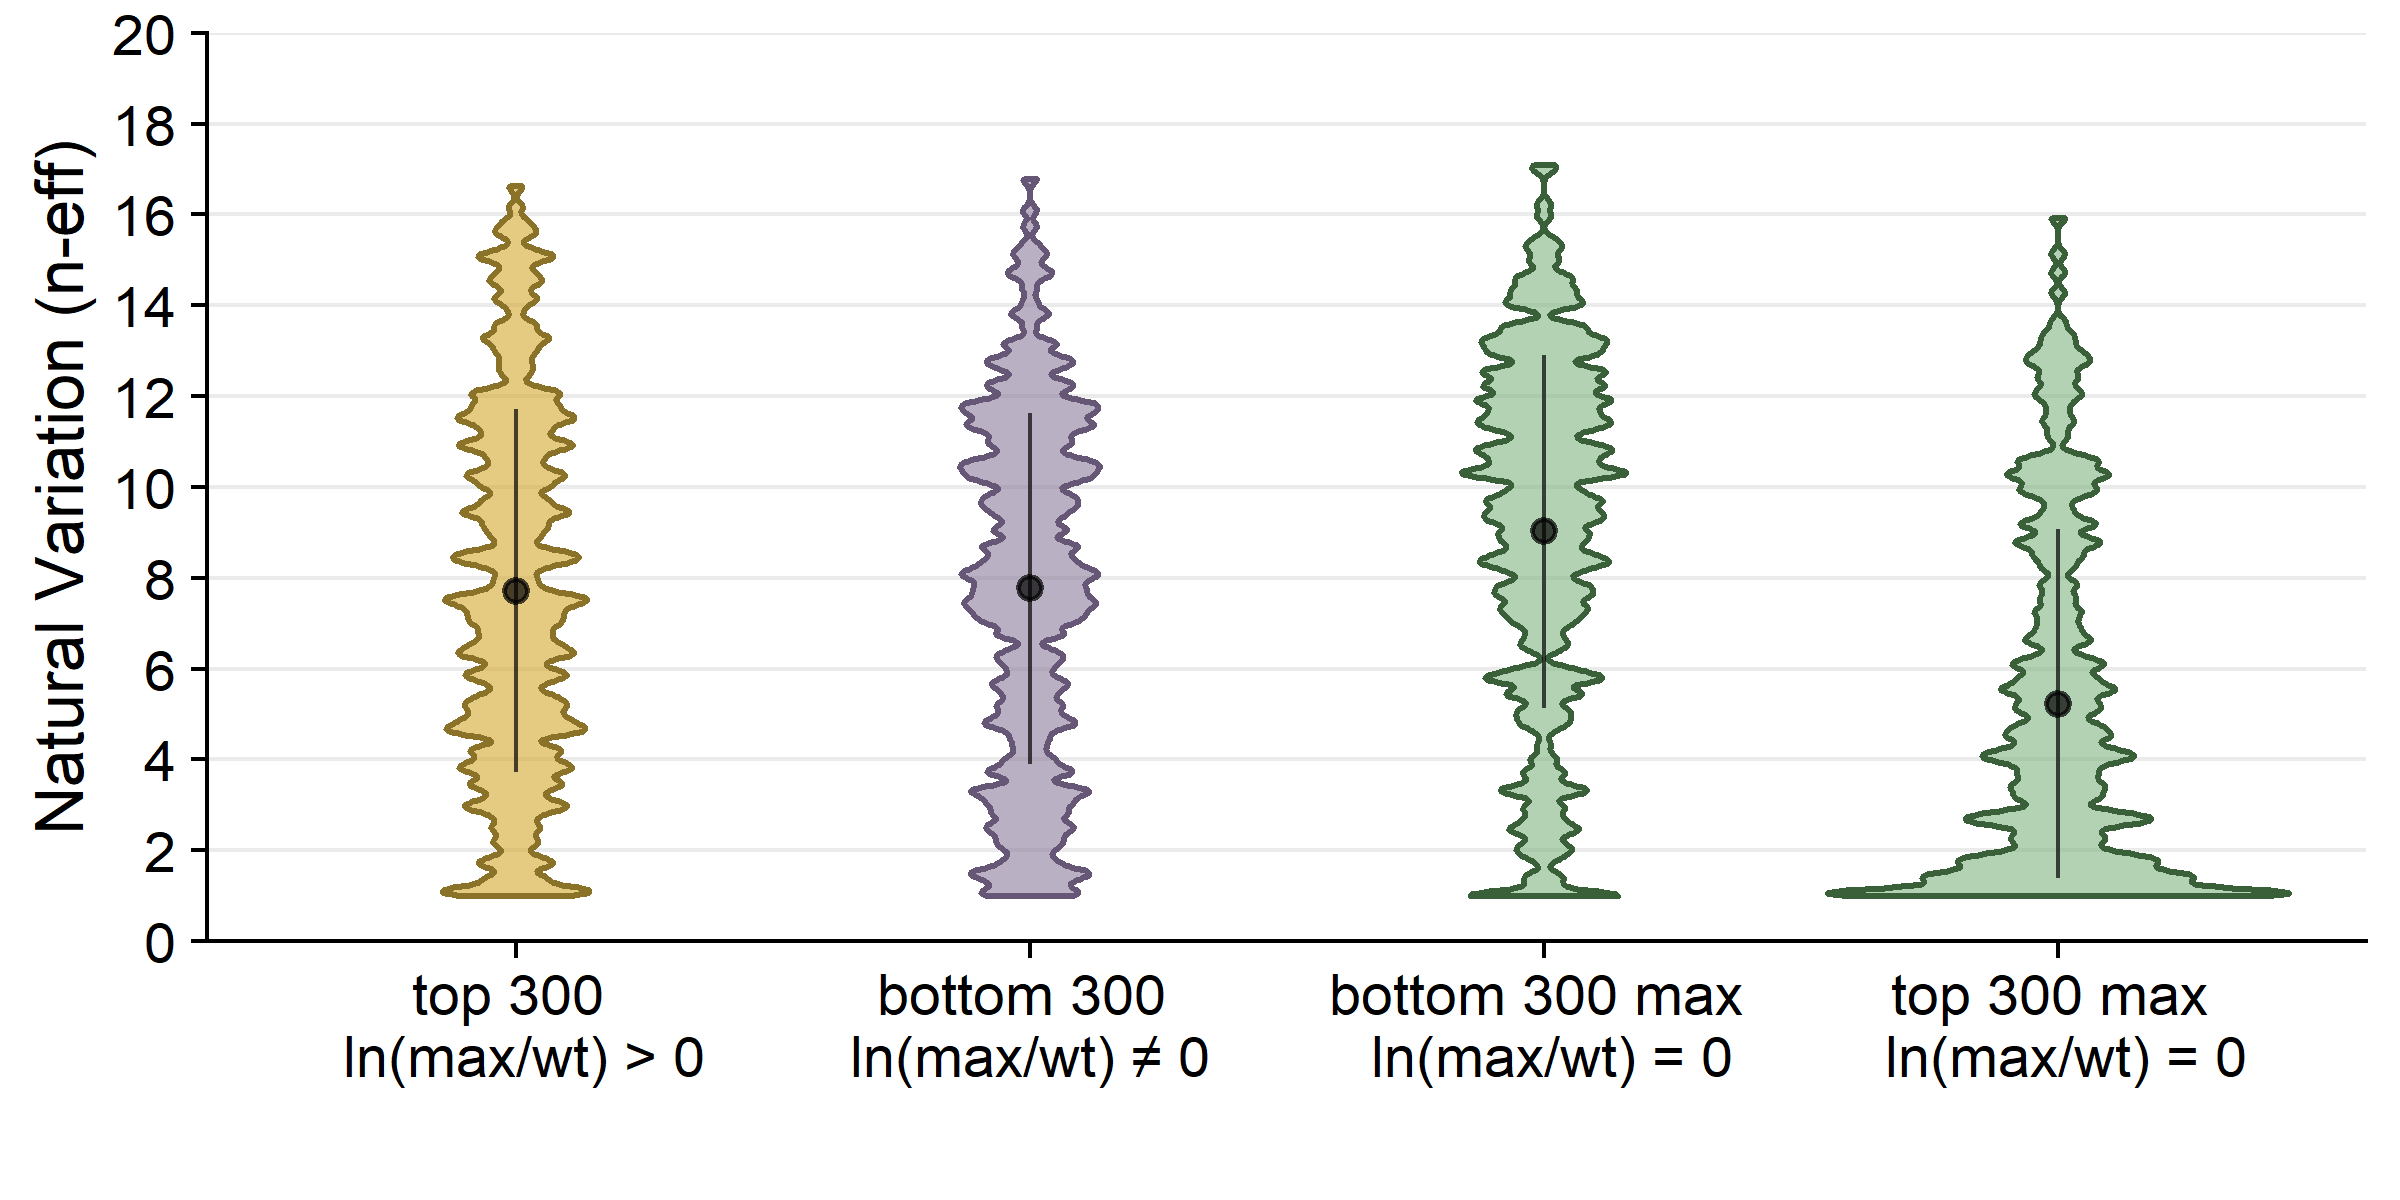 Natural Variation (n-eff)
20
18
16
14
12
10
8
6
4
2
0
top 300
ln(max/wt) > 0
bottom 300
ln(max/wt) ≠ 0
bottom 300 max
ln(max/wt) = 0
top 300 max
ln(max/wt) = 0